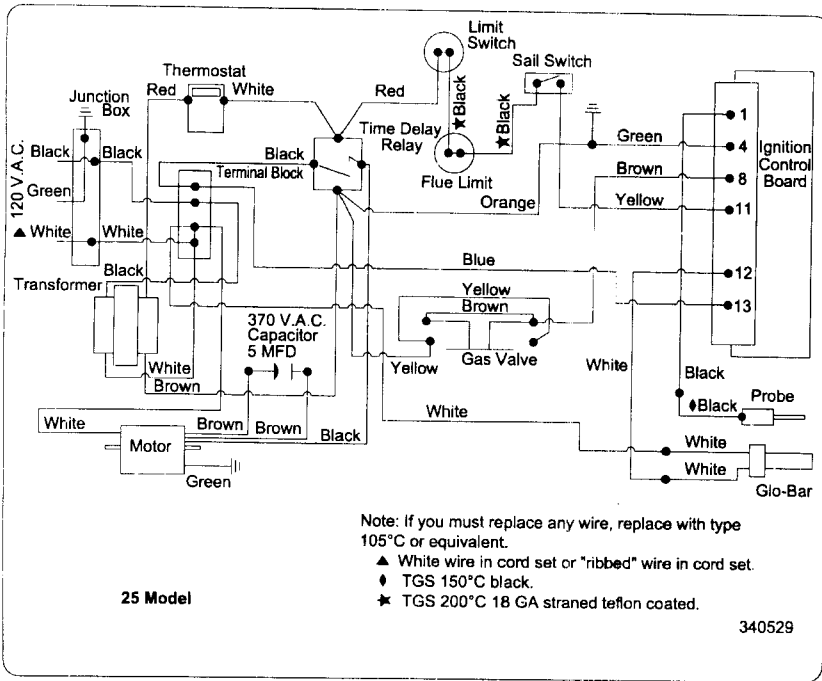 Limit
Switch
Sail Switch
Thermostat
Red
White
Junction
Box
Red
Black
Black
1
Time Delay
Relay
Green
4
Ignition
Control
Board
120 V.A.C.
Black
Black
Black
Terminal Block
Brown
8
Green
Flue Limit
Orange
Yellow
11
White
White
Blue
12
Black
Transformer
Yellow
Brown
13
370 V.A.C.
Capacitor
5 MFD
Gas Valve
White
White
Yellow
Brown
Black
Probe
Black
White
White
Brown
Brown
Black
White
Motor
White
Green
Glo-Bar
Note: If you must replace any wire, replace with type
105°C or equivalent.
▲ White wire in cord set or "ribbed" wire in cord set.
♦ TGS 150°C black.
★ TGS 200°C 18 GA straned teflon coated.
25 Model
340529